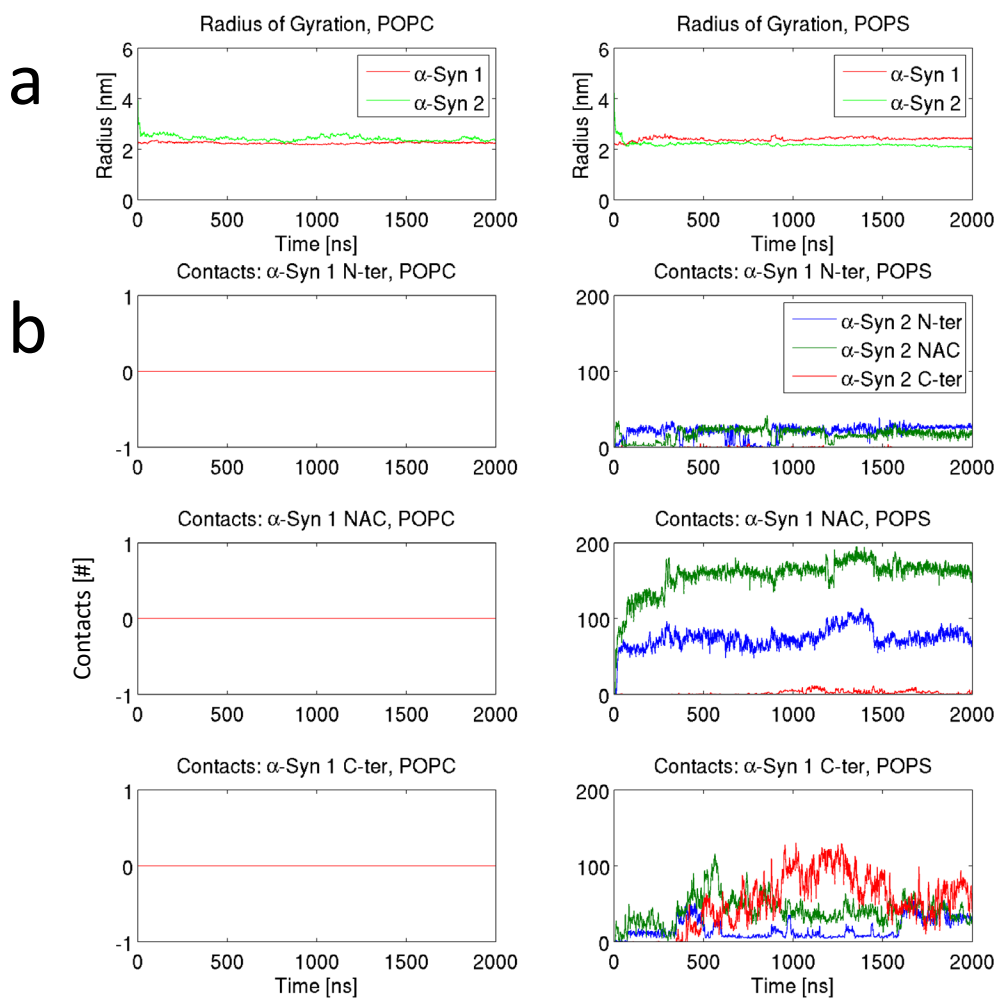 Radius of Gyration, POPC
Radius of Gyration, POPS
a
Radius [nm]
6
4
2
0
α-Syn 1
α-Syn 2
0 500 1000 1500 2000
Time [ns]
Radius [nm]
6
4
2
0
α-Syn 1
α-Syn 2
0 500 1000 1500 2000
Time [ns]
b
Contacts: α-Syn 1 N-ter, POPC
1
0
-1
0 500 1000 1500 2000
Contacts: α-Syn 1 N-ter, POPS
200
100
0
α-Syn 2 N-ter
α-Syn 2 NAC
α-Syn 2 C-ter
0 500 1000 1500 2000
Contacts [#]
Contacts: α-Syn 1 NAC, POPC
1
0
-1
0 500 1000 1500 2000
Contacts: α-Syn 1 NAC, POPS
200
100
0
0 500 1000 1500 2000
Contacts: α-Syn 1 C-ter, POPC
1
0
-1
0 500 1000 1500 2000
Time [ns]
Contacts: α-Syn 1 C-ter, POPS
200
100
0
0 500 1000 1500 2000
Time [ns]